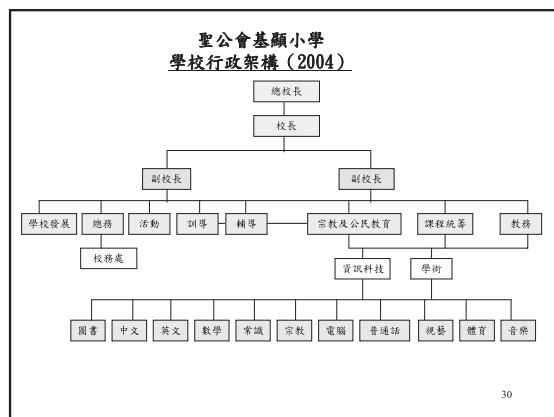 聖公會基顯小學
學校行政架構（2004）
總校長
校長
副校長 副校長
學校發展 總務 活動 訓導 輔導 宗教及公民教育 課程統籌 教務
校務處
資訊科技 學術
圖書 中文 英文 數學 常識 宗教 電腦 普通話 視藝 體育 音樂
30